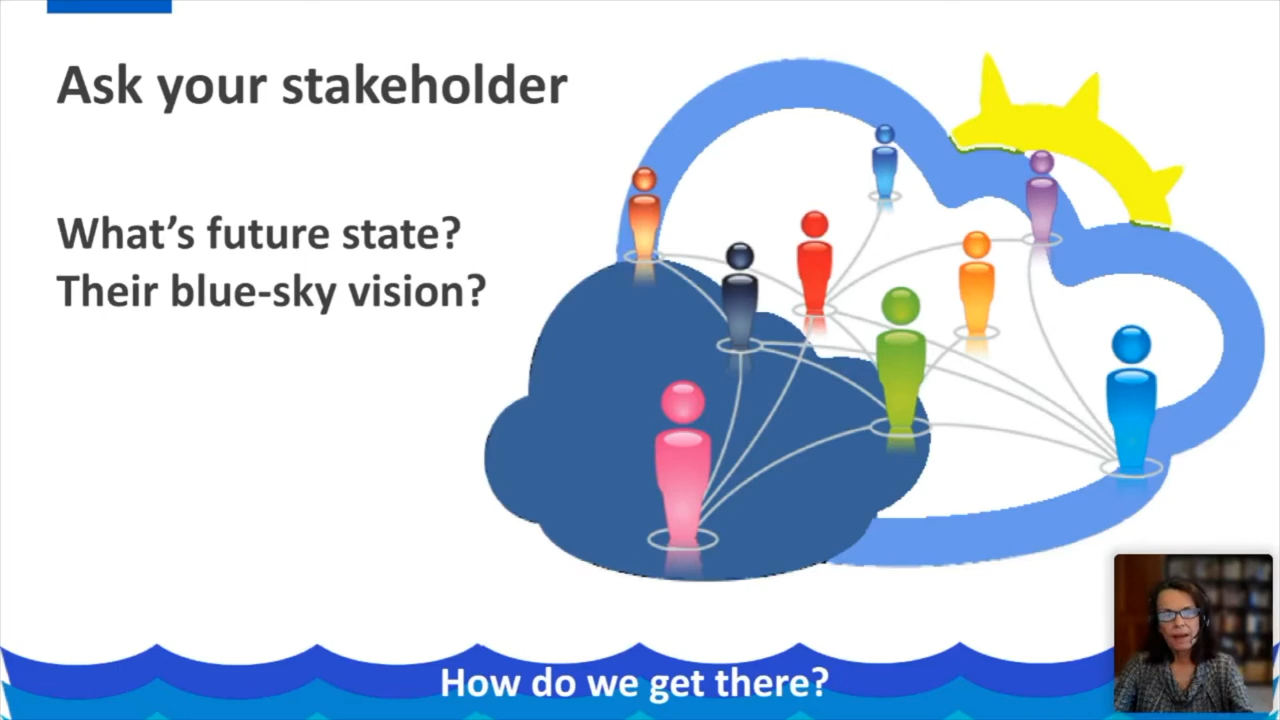 Ask your stakeholder
What’s future state?
Their blue-sky vision?
How do we get there?